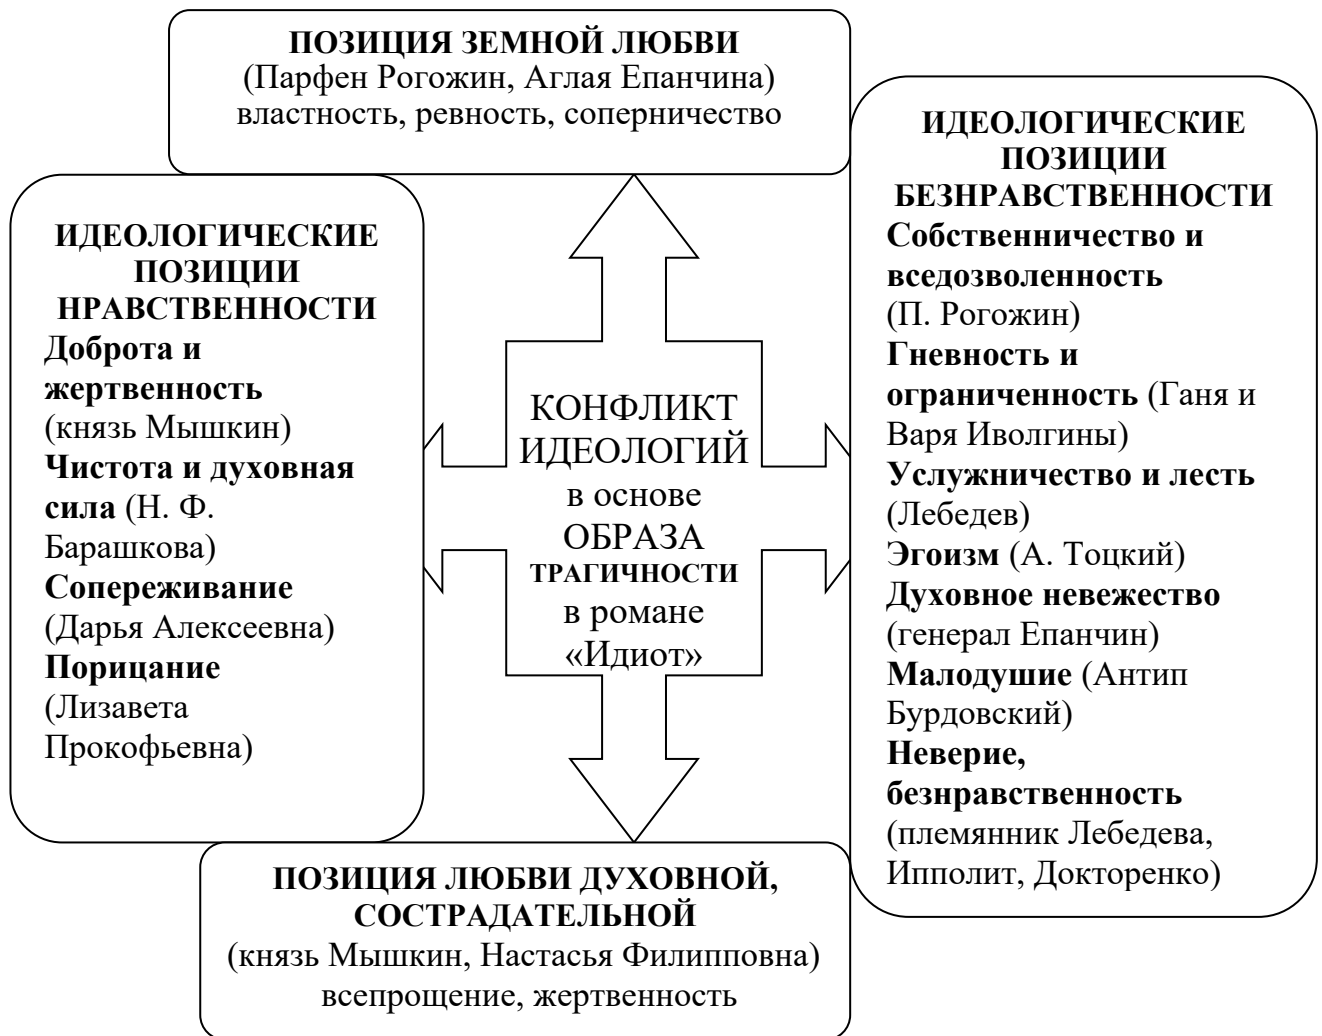 ПОЗИЦИЯ ЗЕМНОЙ ЛЮБВИ
(Парфен Рогожин, Аглая Епанчина)
властность, ревность, соперничество
ИДЕОЛОГИЧЕСКИЕ
ПОЗИЦИИ
НРАВСТВЕННОСТИ
Доброта и
жертвенность
(князь Мышкин)
Чистота и духовная
сила (Н. Ф.
Барашкова)
Сопереживание
(Дарья Алексеевна)
Порицание
(Лизавета
Прокофьевна)
КОНФЛИКТ
ИДЕОЛОГИЙ
в основе
ОБРАЗА
ТРАГИЧНОСТИ
в романе
«Идиот»
ИДЕОЛОГИЧЕСКИЕ
ПОЗИЦИИ
БЕЗНРАВСТВЕННОСТИ
Собственничество и
вседозволенность
(П. Рогожин)
Гневность и
ограниченность (Ганя и
Варя Иволгины)
Услужничество и лесть
(Лебедев)
Эгоизм (А. Тоцкий)
Духовное невежество
(генерал Епанчин)
Малодушие (Антип
Бурдовский)
Неверие,
безнравственность
(племянник Лебедева,
Ипполит, Докторенко)
ПОЗИЦИЯ ЛЮБВИ ДУХОВНОЙ,
СОСТРАДАТЕЛЬНОЙ
(князь Мышкин, Настасья Филипповна)
всепрощение, жертвенность